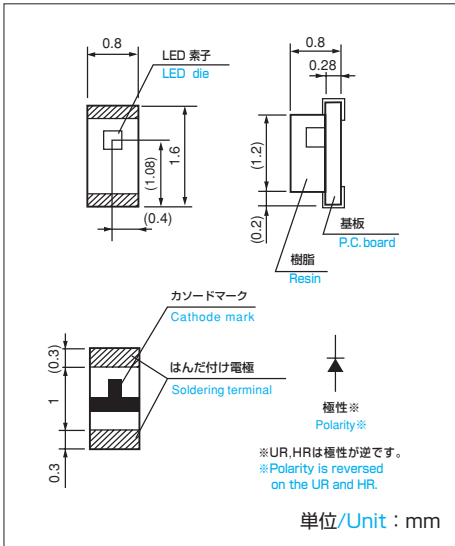 0.8
LED 素子
LED die
1.6
(1.08)
(0.4)
0.8
0.28
(1.2)
(0.2)
基板
P.C.board
樹脂
Resin
カソードマーク
Cathode mark
(0.3)
1
0.3
はんだ付け電極
Soldering terminal
極性※
Polarity※
※UR,HRは極性が逆です。
※Polarity is reversed
on the UR and HR.
単位/Unit：mm